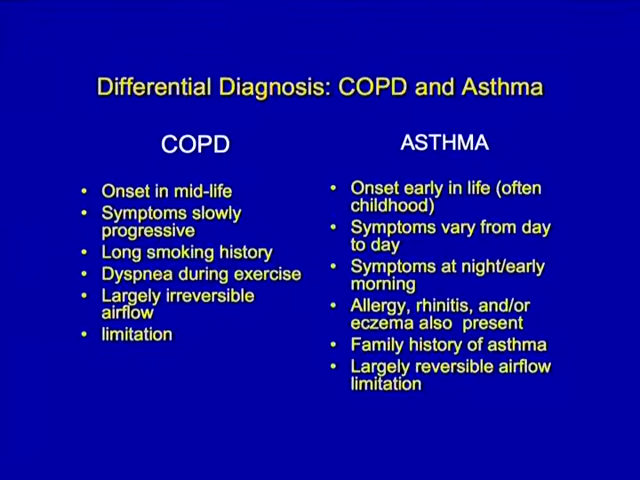 Differential Diagnosis: COPD and Asthma
COPD
• Onset in mid-life
• Symptoms slowly
progressive
• Long smoking history
• Dyspnea during exercise
• Largely irreversible
airflow
• limitation
ASTHMA
• Onset early in life (often
childhood)
• Symptoms vary from day
to day
• Symptoms at night/early
morning
• Allergy, rhinitis, and/or
eczema also present
• Family history of asthma
• Largely reversible airflow
limitation